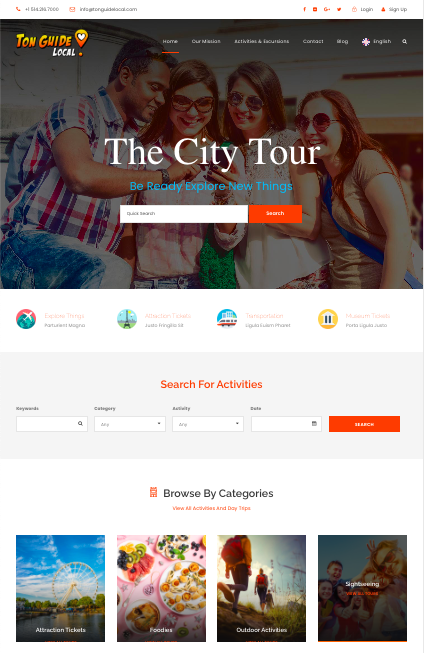 +1 514.316.7000
info@tonguidelocal.com
Login
Sign Up
TON GUIDE
LOCAL
Home
Our Mission
Activities & Excursions
Contact
Blog
English
The City Tour
Be Ready Explore New Things
Quick Search
Search
Explore Things
Parturient Magna
Attraction Tickets
Justo Fringilla Sit
Transportation
Ligula Euism Pharet
Museum Tickets
Porta Ligula Justo
Search For Activities
Keywords
Category
Activity
Date
Any
Any
SEARCH
Browse By Categories
View All Activities And Day Trips
Attraction Tickets
Foodies
Outdoor Activities
Sightseeing